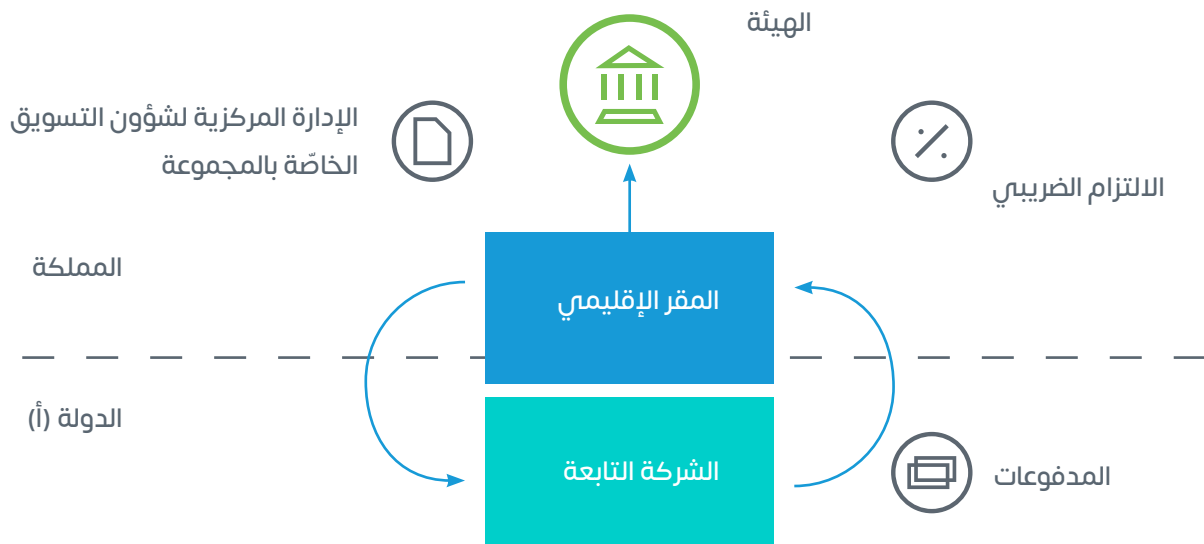 الهيئة
الإدارة المركزية لشؤون التسويق
الخاصّة بالمجموعة
الالتزام الضريبي
المملكة
المقر الإقليمي
الدولة (أ)
الشركة التابعة
المدفوعات